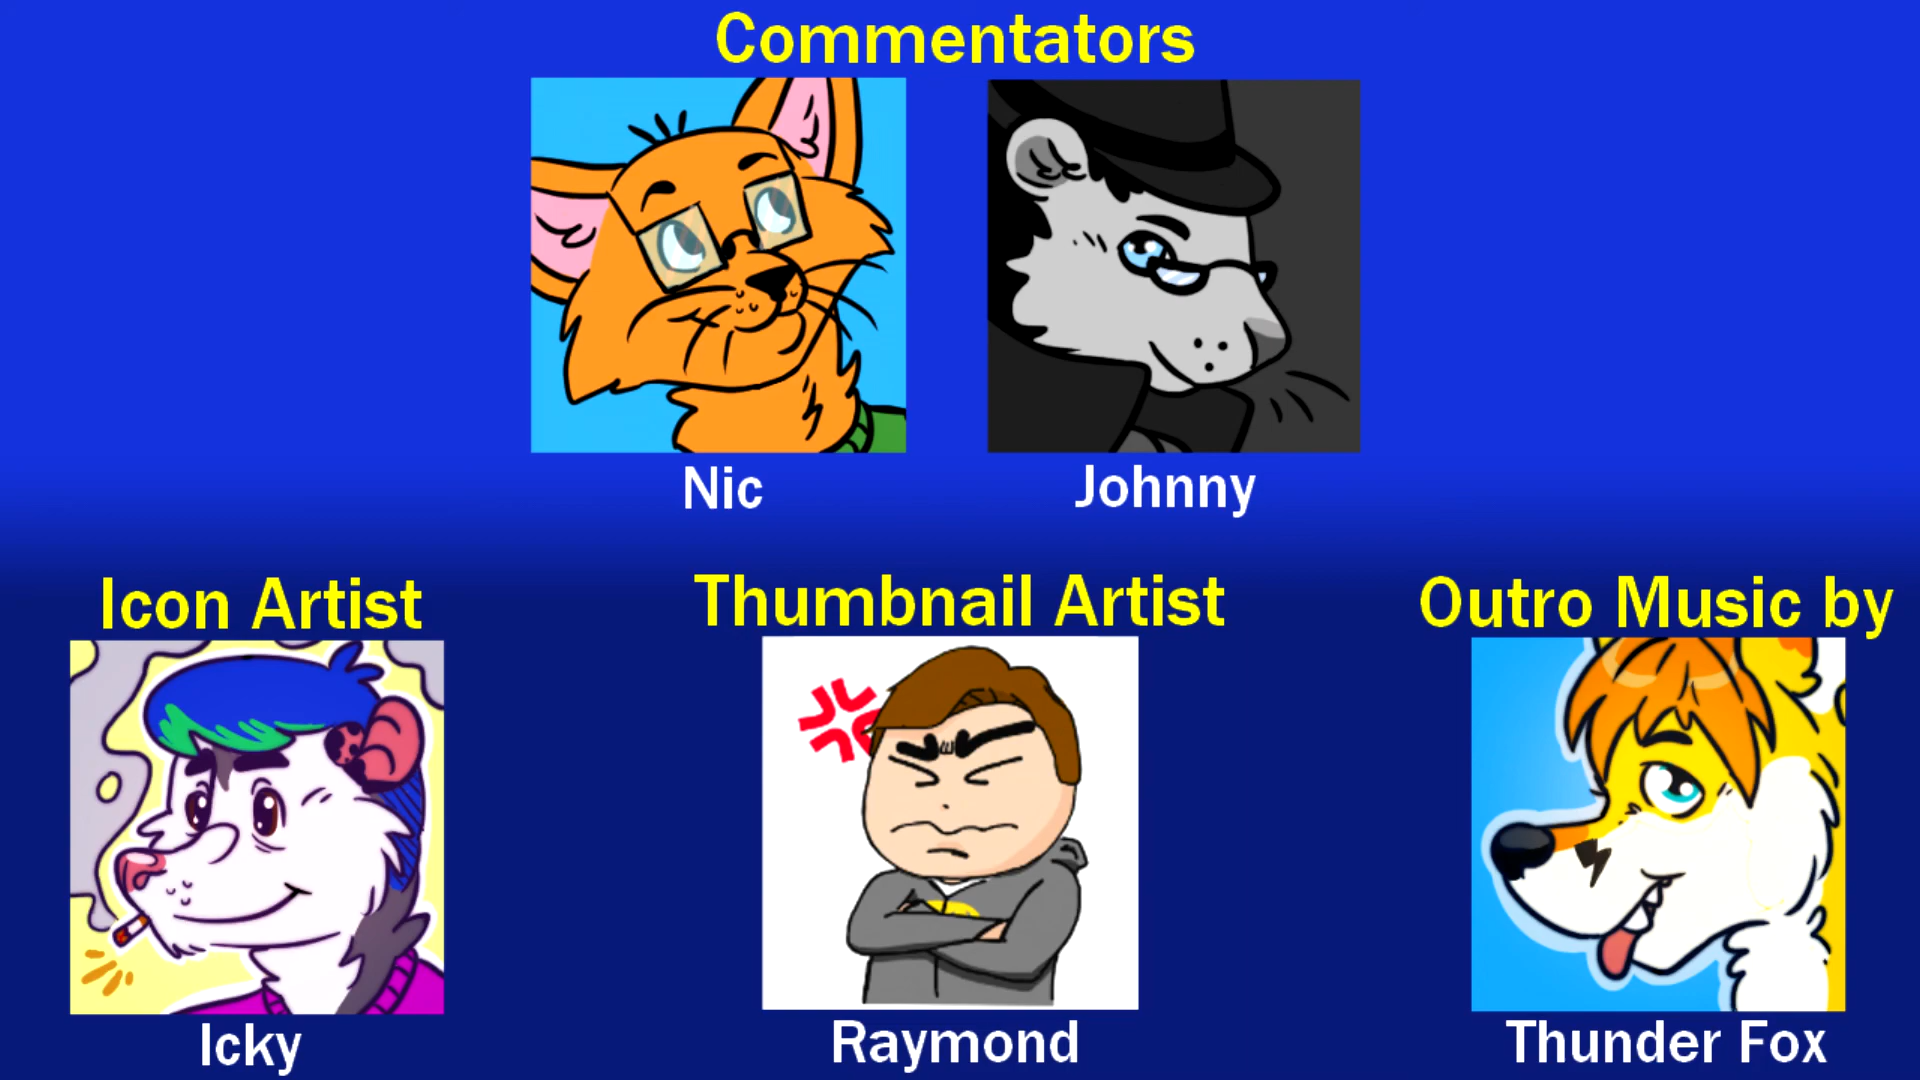 Commentators
Nic
Johnny
Icon Artist
Thumbnail Artist
Outro Music by
Icky
Raymond
Thunder Fox